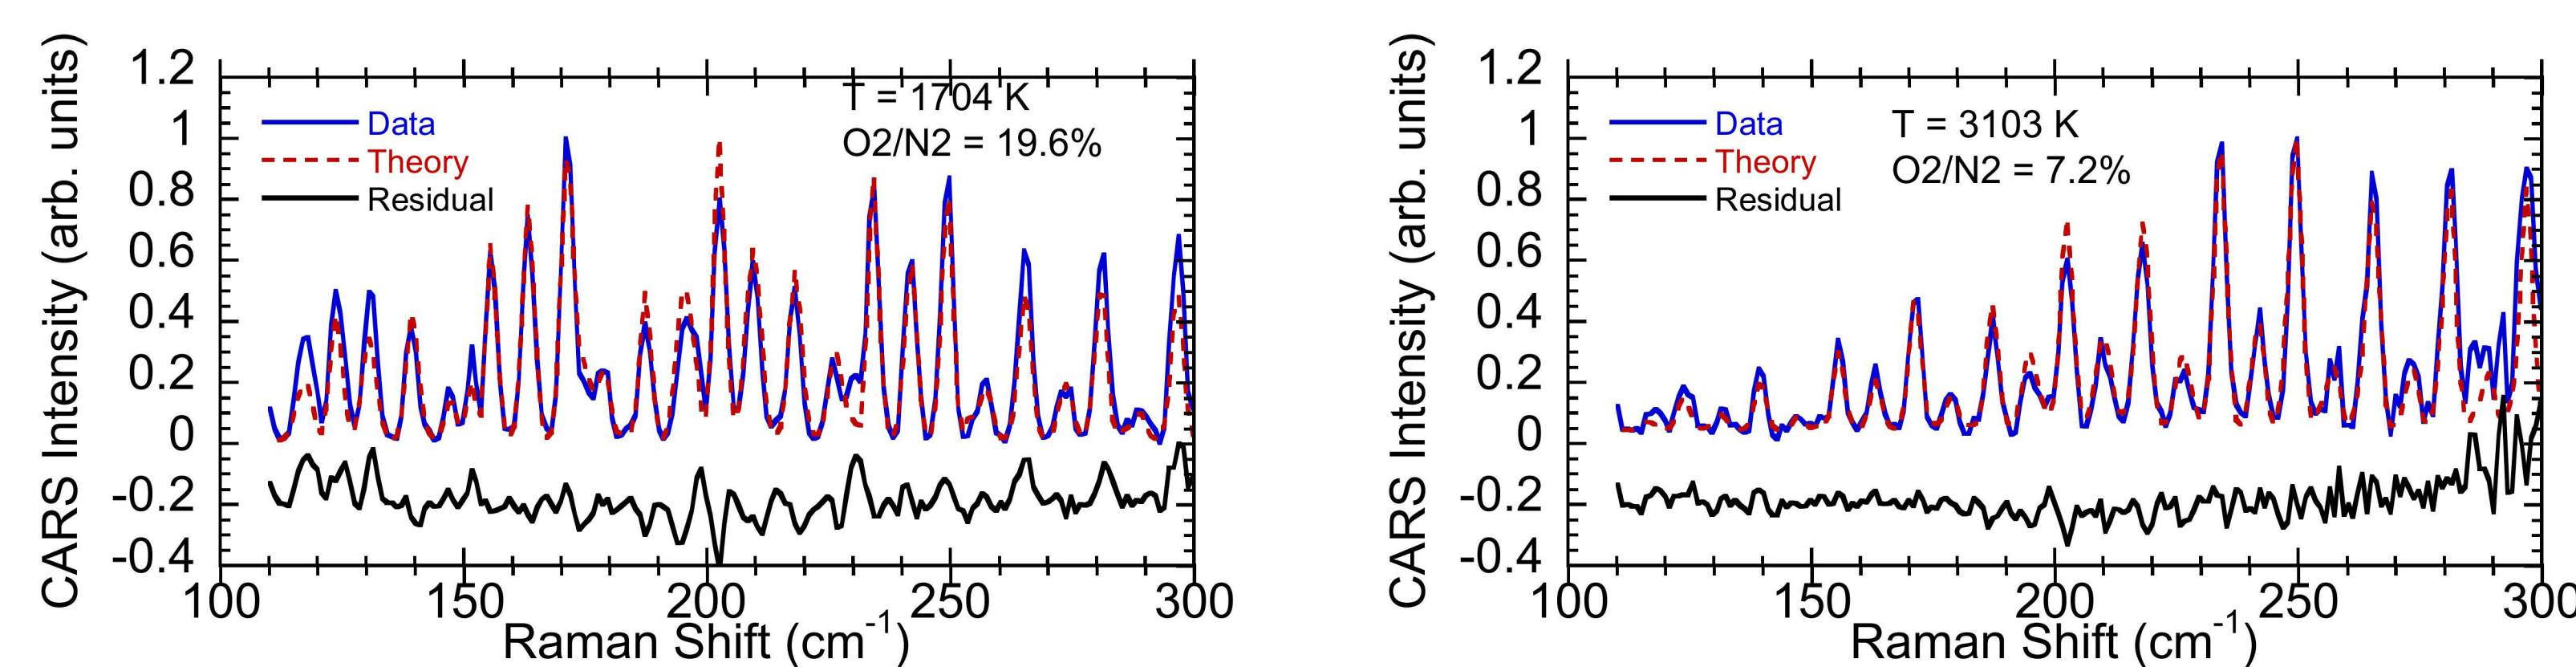 CARS Intensity (arb. units)
1.2
1
0.8
0.6
0.4
0.2
0
-0.2
-0.4
Data
Theory
Residual
T = 1704 K
O2/N2 = 19.6%
100 150 200 250 300
Raman Shift (cm-1)
CARS Intensity (arb. units)
1.2
1
0.8
0.6
0.4
0.2
0
-0.2
-0.4
Data
Theory
Residual
T = 3103 K
O2/N2 = 7.2%
100 150 200 250 300
Raman Shift (cm-1)